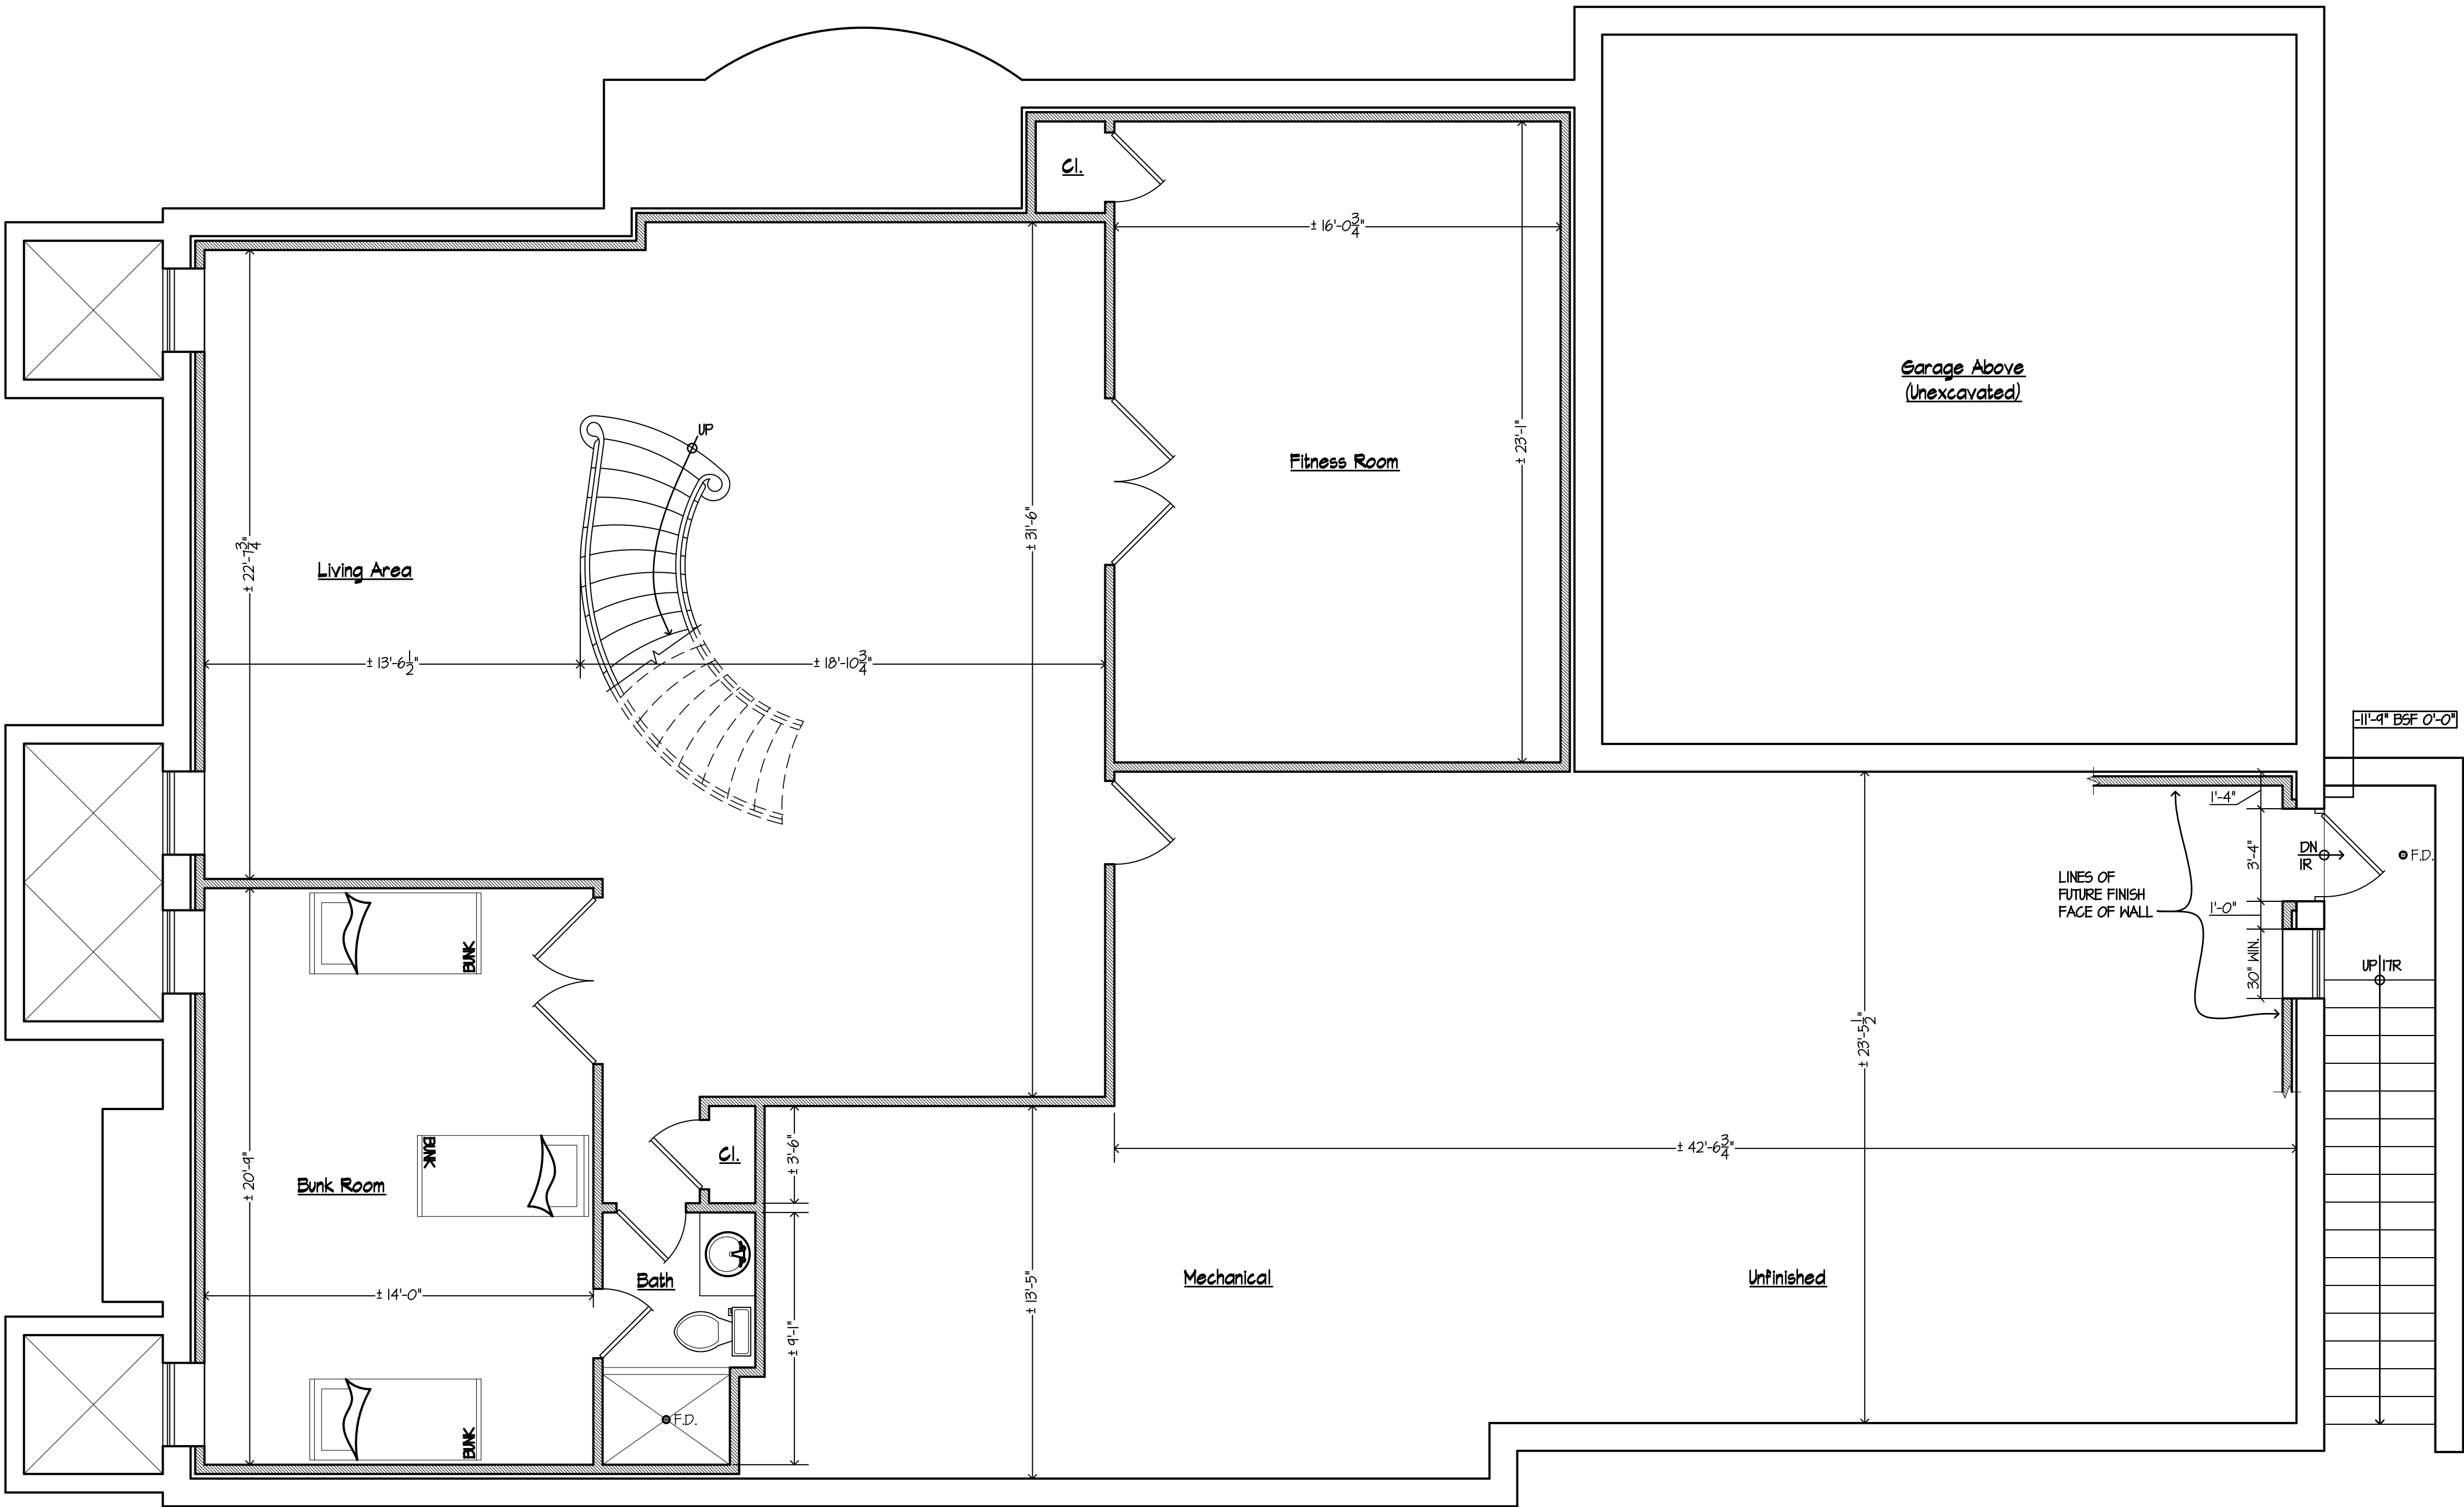 Cl.
± 16'-0 3/4"
Garage Above
(Unexcavated)
UP
± 23'-1"
Fitness Room
± 31'-6"
± 22'-7 3/4"
Living Area
± 13'-6 1/2"
± 18'-10 3/4"
-11'-9" BSF 0'-0"
1'-4"
3'-4"
DN
1R
F.D.
LINES OF
FUTURE FINISH
FACE OF WALL
1'-0"
30" MIN.
UP 17R
BUNK
± 23'-5 1/2"
BUNK
Cl.
± 3'-6"
± 42'-6 3/4"
± 20'-9"
Bunk Room
Bath
Mechanical
Unfinished
± 14'-0"
± 13'-5"
± 9'-1"
F.D.
BUNK